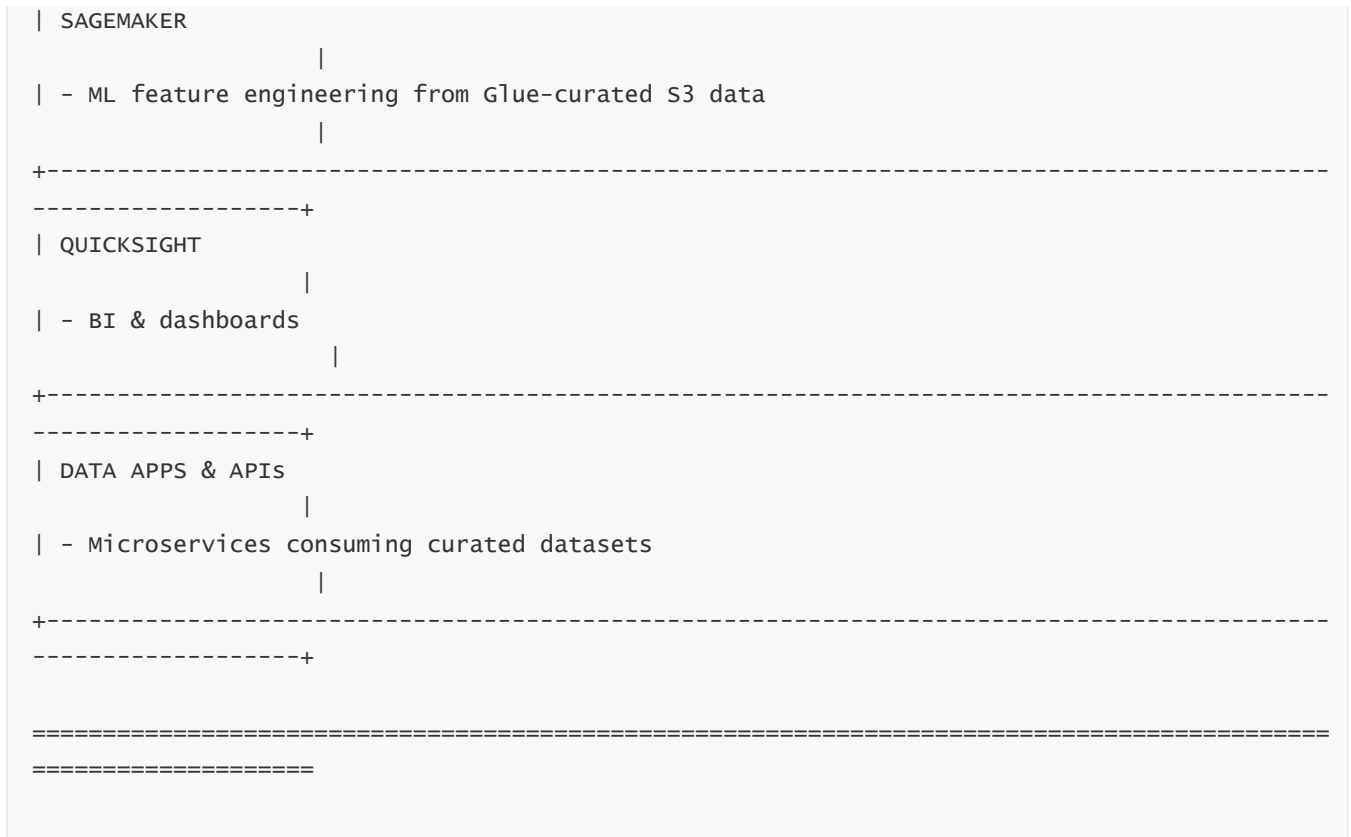 | SAGEMAKER
|
| - ML feature engineering from Glue-curated S3 data
|
+-------------------------------------------------------------------------------------------
-------------------+
| QUICKSIGHT
|
| - BI & dashboards
|
+-------------------------------------------------------------------------------------------
-------------------+
| DATA APPS & APIs
|
| - Microservices consuming curated datasets
|
+-------------------------------------------------------------------------------------------
-------------------+
============================================================================================
====================